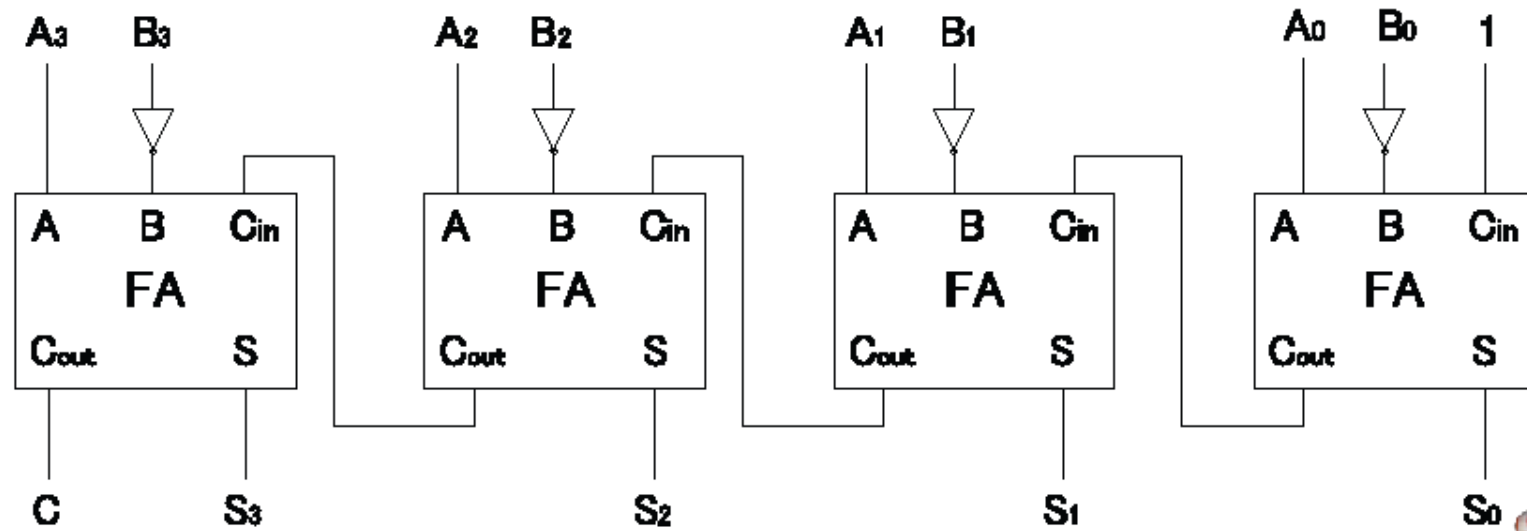 A₃ B₃ A₂ B₂ A₁ B₁ A₀ B₀ 1
A B Cin A B Cin A B Cin A B Cin
FA FA FA FA
Cout S Cout S Cout S Cout S
C S₃ S₂ S₁ S₀